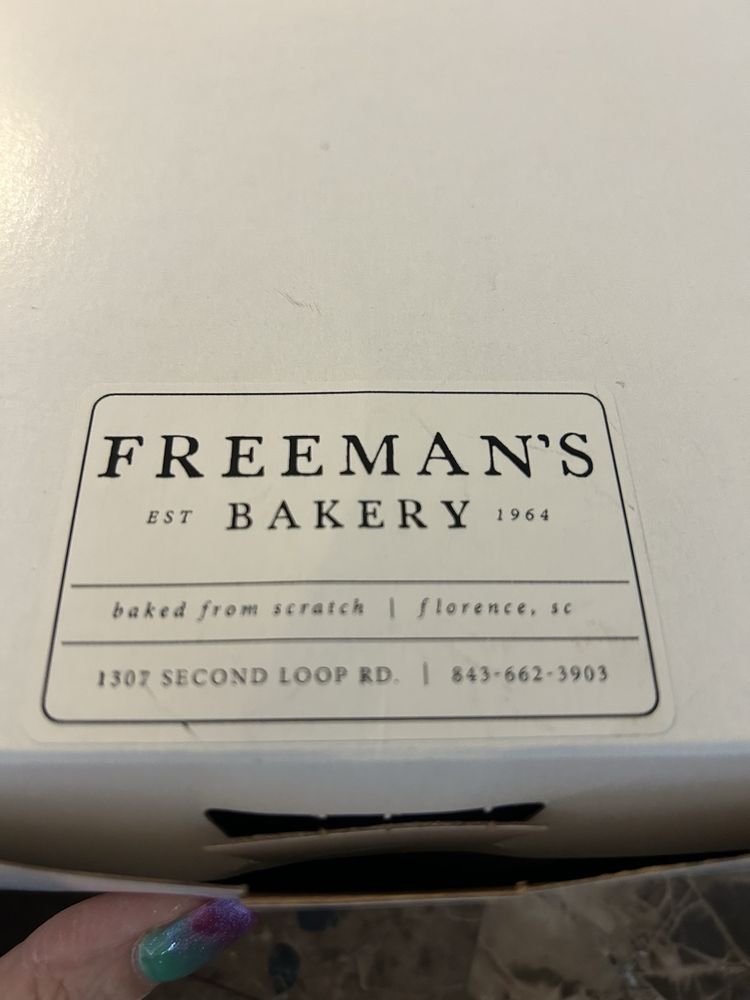 FREEMAN'S
EST BAKERY 1964
baked from scratch | florence, sc
1307 SECOND LOOP RD. | 843-662-3903